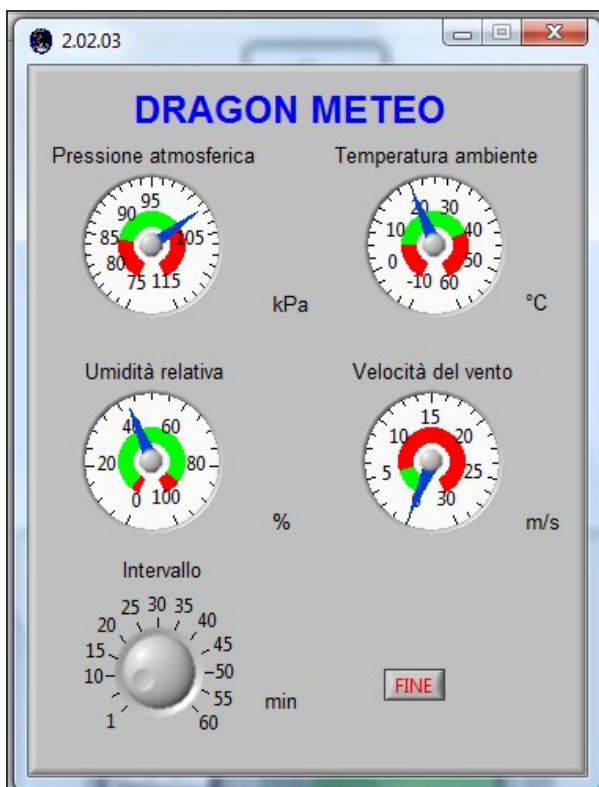 2.02.03
DRAGON METEO
Pressione atmosferica
75 80 85 90 95 105 115
kPa
Temperatura ambiente
-10 0 10 20 30 40 50 60
°C
Umidità relativa
0 20 40 60 80 100
%
Velocità del vento
0 5 10 15 20 25 30
m/s
Intervallo
1 10 15 20 25 30 35 40 45 50 55 60
min
FINE